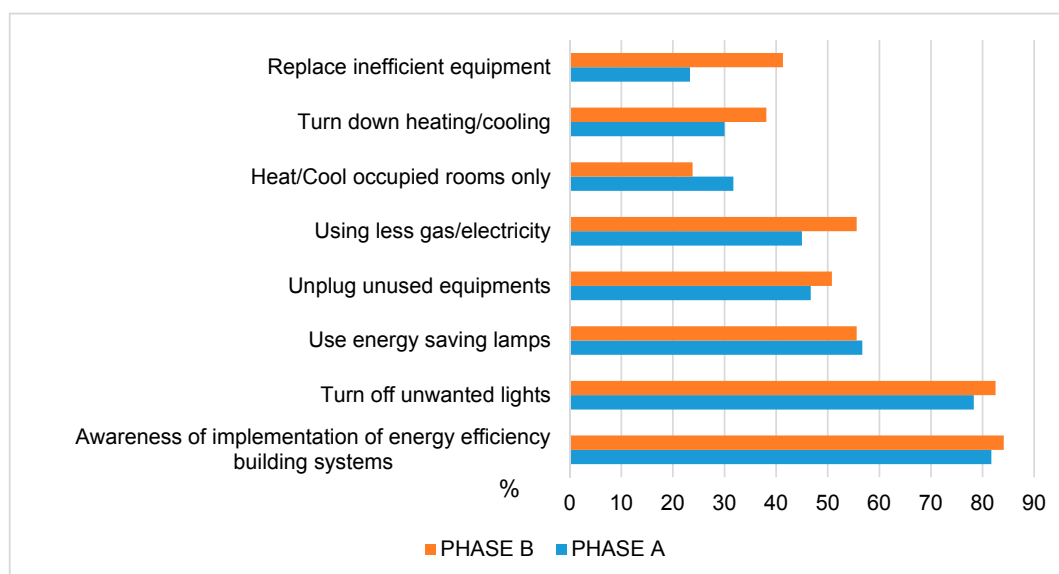 Replace inefficient equipment
Turn down heating/cooling
Heat/Cool occupied rooms only
Using less gas/electricity
Unplug unused equipments
Use energy saving lamps
Turn off unwanted lights
Awareness of implementation of energy efficiency
building systems
% 0 10 20 30 40 50 60 70 80 90
PHASE B PHASE A